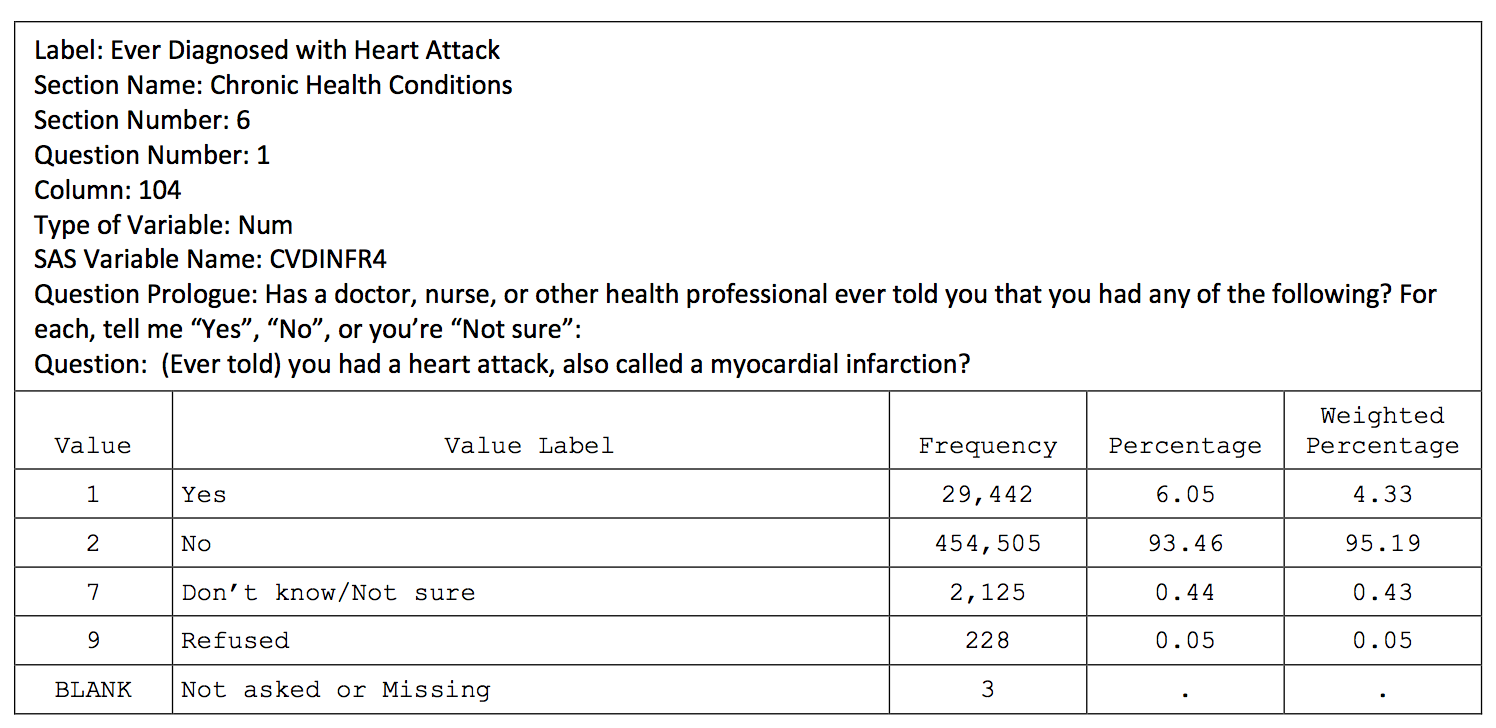 Label: Ever Diagnosed with Heart Attack
Section Name: Chronic Health Conditions
Section Number: 6
Question Number: 1
Column: 104
Type of Variable: Num
SAS Variable Name: CVDINFR4
Question Prologue: Has a doctor, nurse, or other health professional ever told you that you had any of the following? For
each, tell me “Yes”, “No”, or you’re “Not sure”:
Question:  (Ever told) you had a heart attack, also called a myocardial infarction?
Value Value Label Frequency Percentage Weighted Percentage
1 Yes 29,442 6.05 4.33
2 No 454,505 93.46 95.19
7 Don’t know/Not sure 2,125 0.44 0.43
9 Refused 228 0.05 0.05
BLANK Not asked or Missing 3 . .